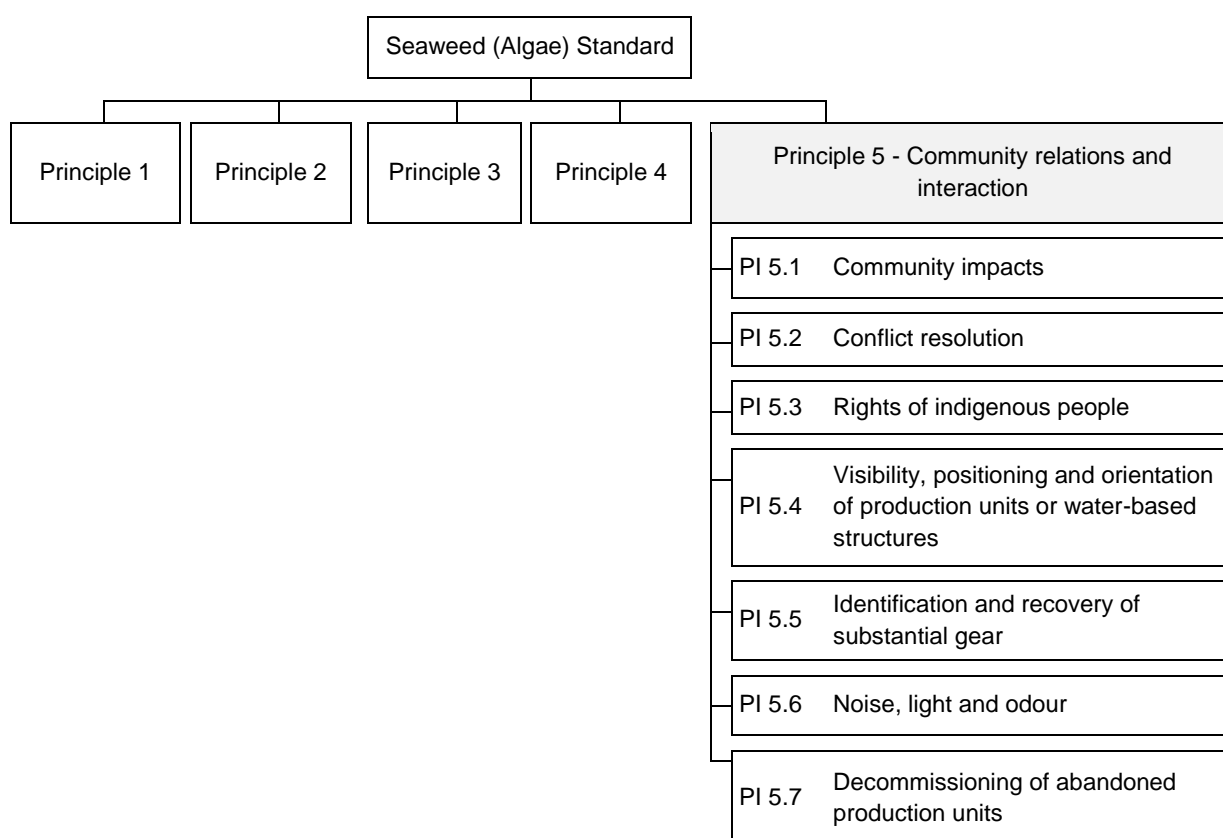 Seaweed (Algae) Standard
Principle 1
Principle 2
Principle 3
Principle 4
Principle 5 - Community relations and
interaction
PI 5.1 Community impacts
PI 5.2 Conflict resolution
PI 5.3 Rights of indigenous people
PI 5.4 Visibility, positioning and orientation
of production units or water-based
structures
PI 5.5 Identification and recovery of
substantial gear
PI 5.6 Noise, light and odour
PI 5.7 Decommissioning of abandoned
production units